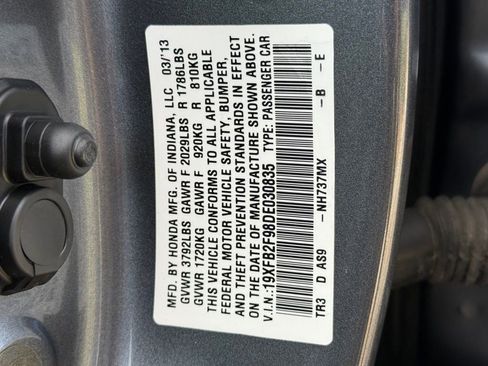 MFD. BY HONDA MFG. OF INDIANA, LLC 03/'13
GVWR 3792LBS GAWR F 2029LBS R 1786LBS
GVWR 1720KG GAWR F 920KG R 810KG
THIS VEHICLE CONFORMS TO ALL APPLICABLE
FEDERAL MOTOR VEHICLE SAFETY, BUMPER,
AND THEFT PREVENTION STANDARDS IN EFFECT
ON THE DATE OF MANUFACTURE SHOWN ABOVE.
V.I.N.:19XFB2F98DE030835 TYPE: PASSENGER CAR
TR3 D AS9 -NH737MX -B -E